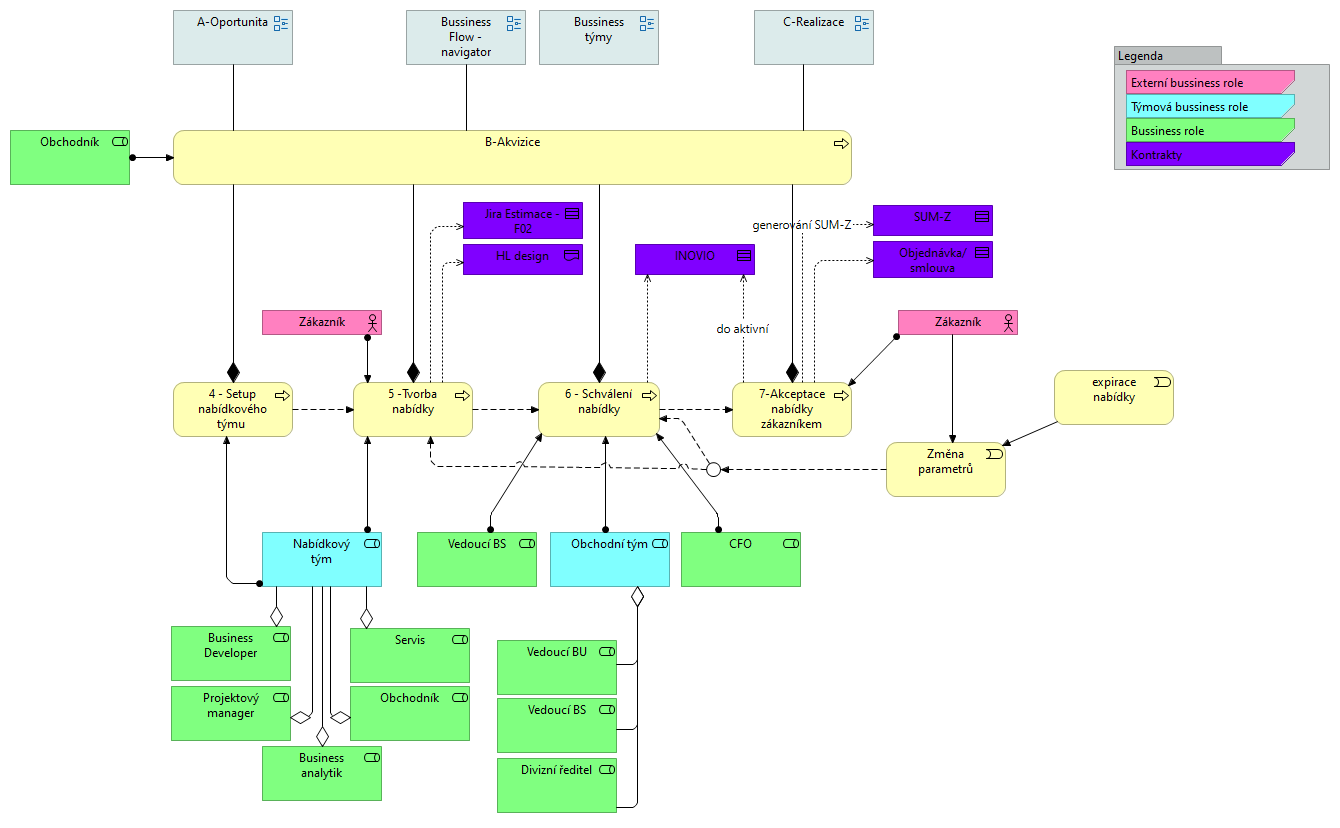 A-Oportunita
Bussiness
Flow -
navigator
Bussiness
týmy
C-Realizace
Legenda
Externí bussiness role
Týmová bussiness role
Bussiness role
Kontrakty
Obchodník
B-Akvizice
Jira Estimace -
F02
HL design
INOVIO
generování SUM-Z
SUM-Z
Objednávka/
smlouva
do aktivní
Zákazník
Zákazník
4 - Setup
nabídkového
týmu
5 -Tvorba
nabídky
6 - Schválení
nabídky
7-Akceptace
nabídky
zákazníkem
expirace
nabídky
Změna
parametrů
Nabídkový
tým
Vedoucí BS
Obchodní tým
CFO
Business
Developer
Servis
Projektový
manager
Obchodník
Business
analytik
Vedoucí BU
Vedoucí BS
Divizní ředitel